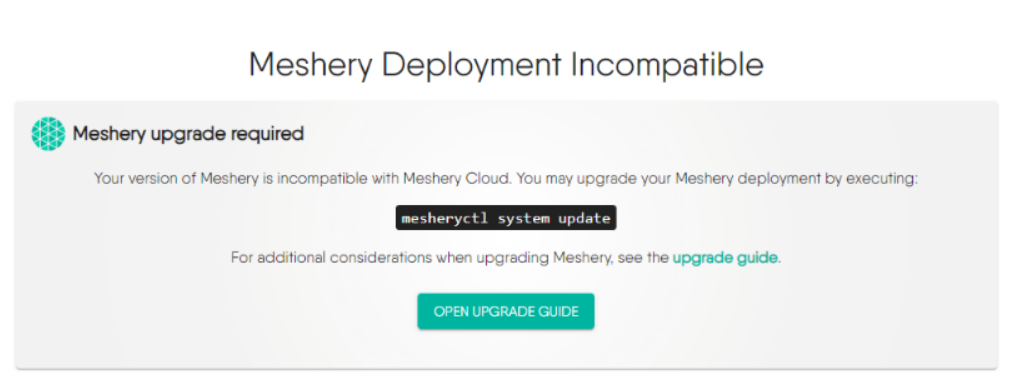 Meshery Deployment Incompatible
Meshery upgrade required
Your version of Meshery is incompatible with Meshery Cloud. You may upgrade your Meshery deployment by executing:
mesheryctl system update
For additional considerations when upgrading Meshery, see the upgrade guide.
OPEN UPGRADE GUIDE